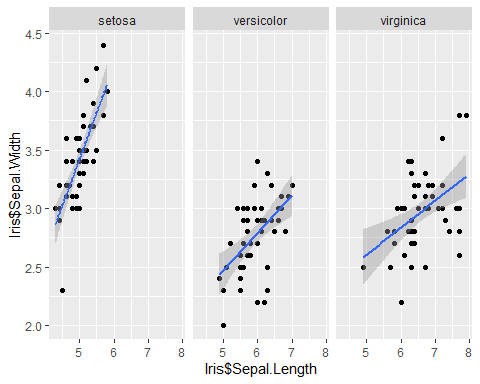 setosa versicolor virginica
4.5
4.0
3.5
3.0
2.5
2.0
Iris$Sepal.Width
5 6 7 8 5 6 7 8 5 6 7 8
Iris$Sepal.Length